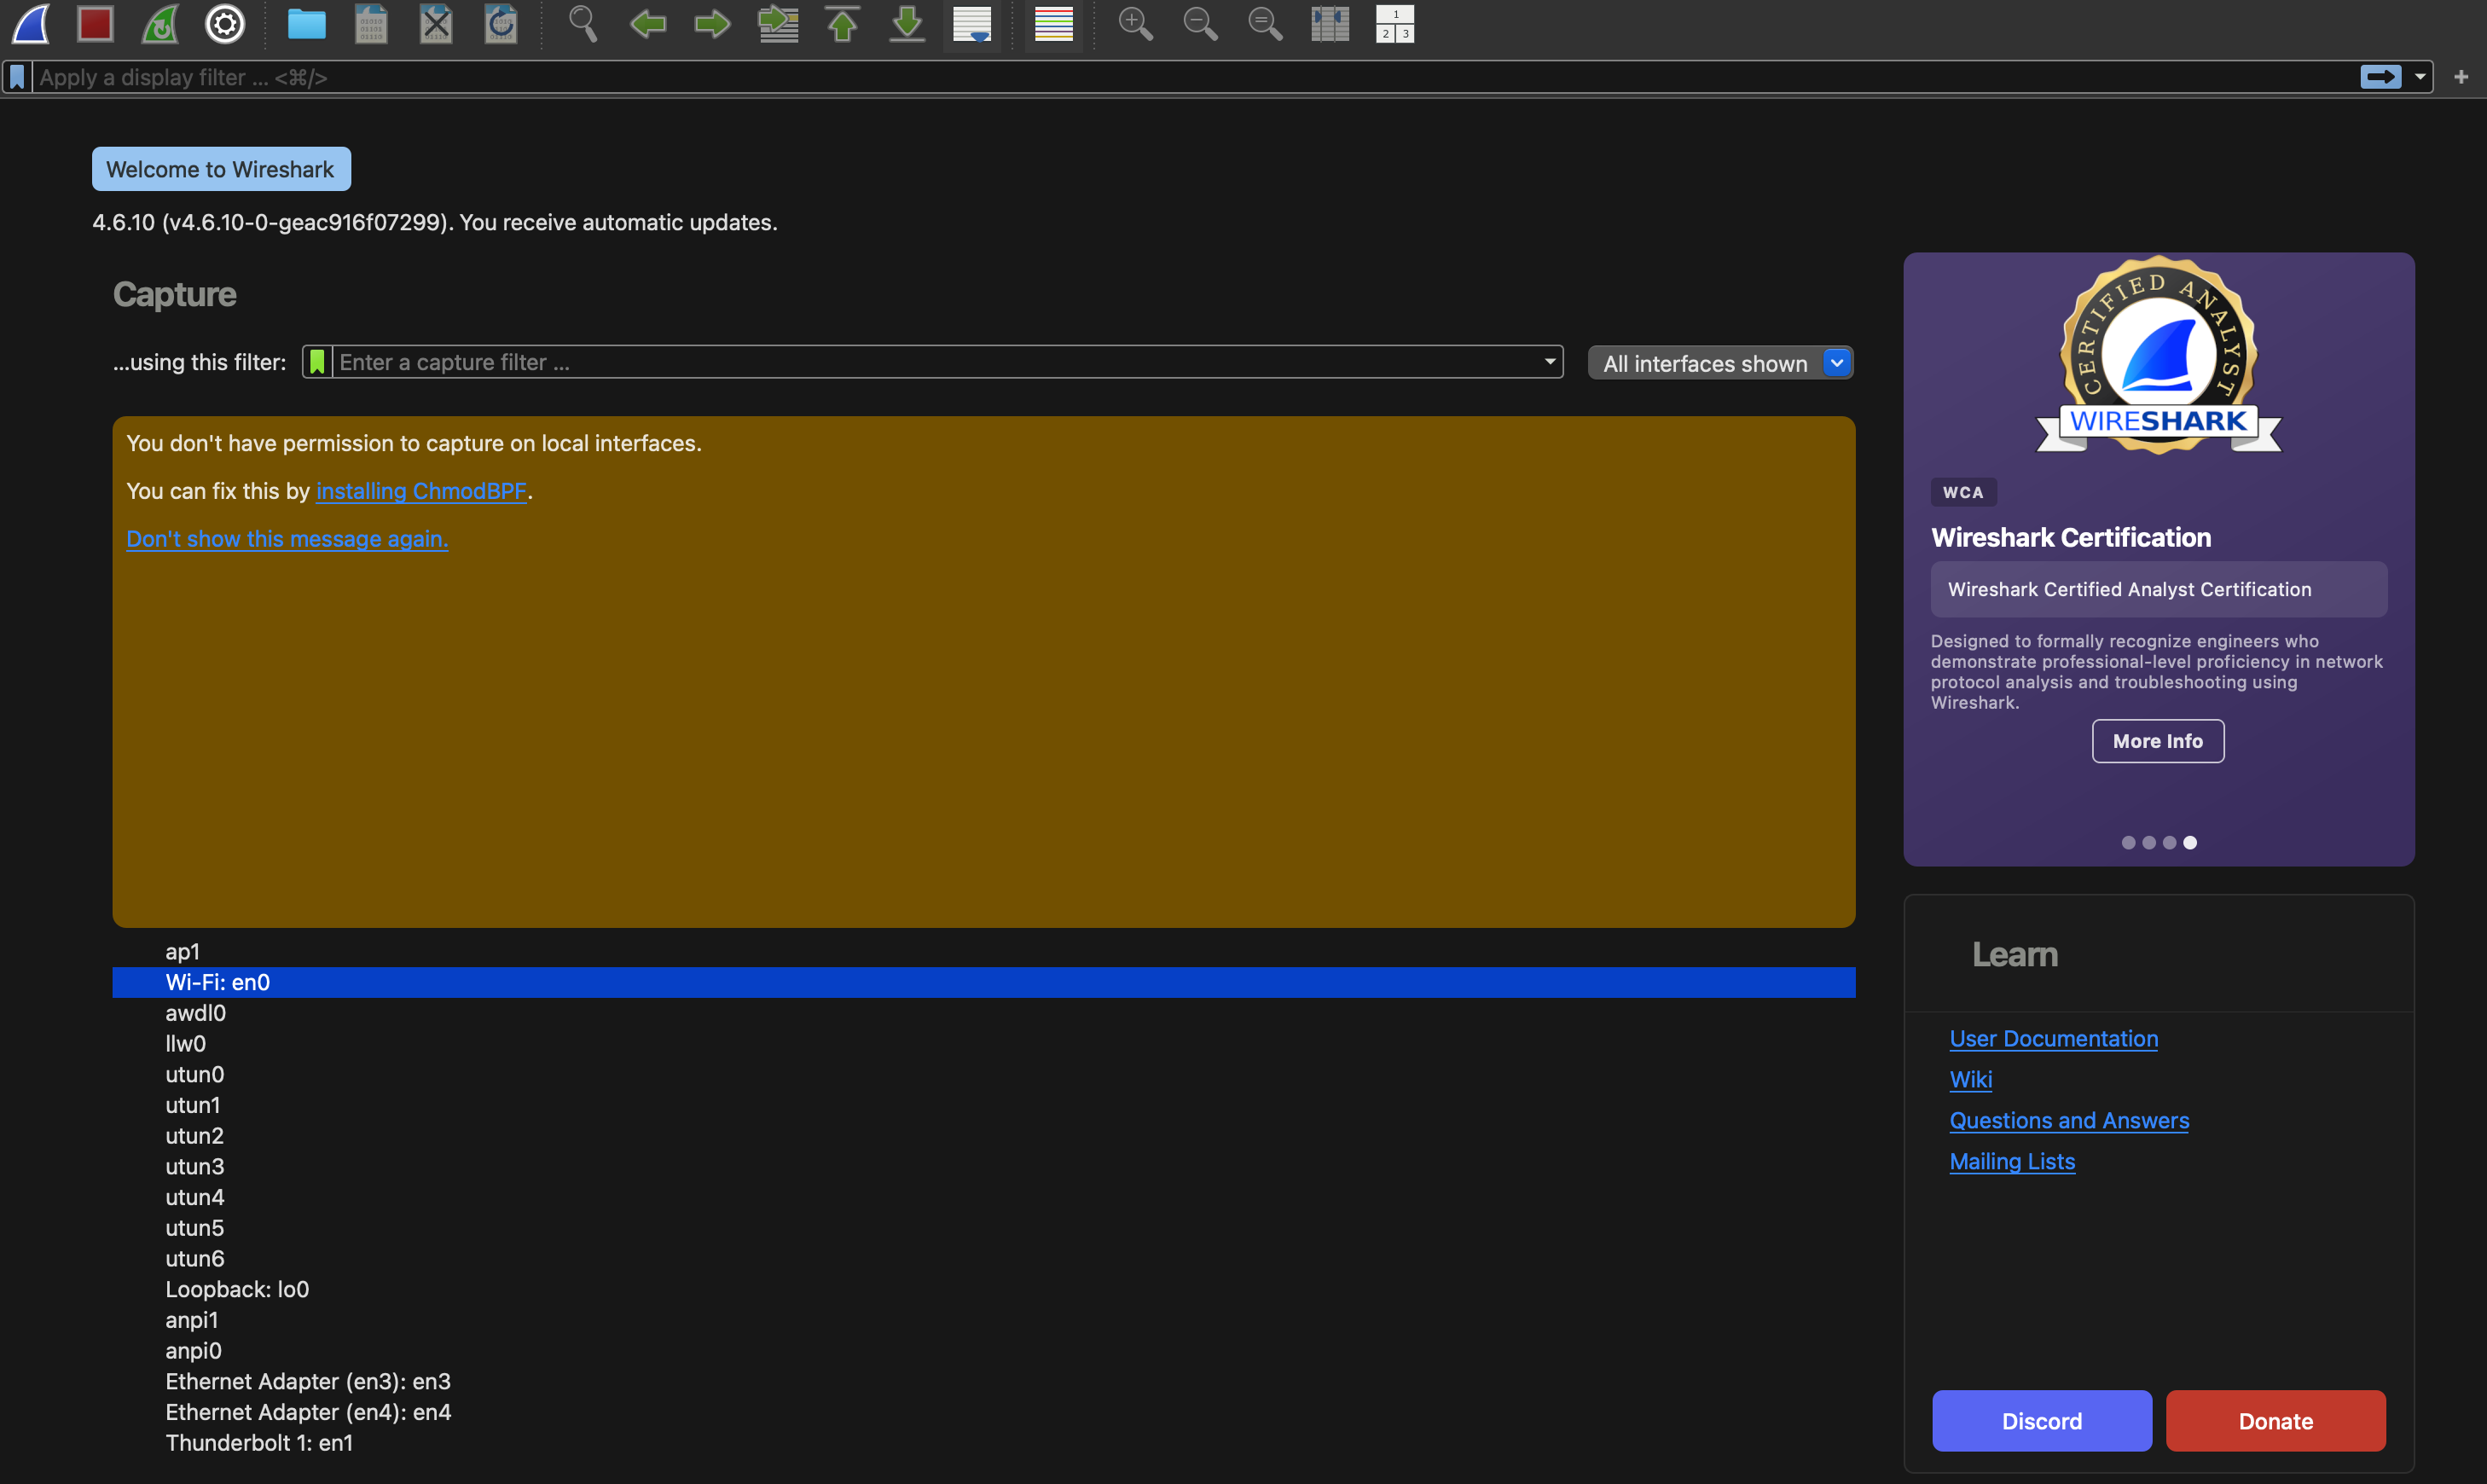 1
2 3
Apply a display filter ... <⌘/>
Welcome to Wireshark
4.6.10 (v4.6.10-0-geac916f07299). You receive automatic updates.
Capture
...using this filter:
Enter a capture filter ...
All interfaces shown
You don't have permission to capture on local interfaces.
You can fix this by installing ChmodBPF.
Don't show this message again.
ap1
Wi-Fi: en0
awdl0
llw0
utun0
utun1
utun2
utun3
utun4
utun5
utun6
Loopback: lo0
anpi1
anpi0
Ethernet Adapter (en3): en3
Ethernet Adapter (en4): en4
Thunderbolt 1: en1
CERTIFIED ANALYST
WIRESHARK
WCA
Wireshark Certification
Wireshark Certified Analyst Certification
Designed to formally recognize engineers who
demonstrate professional-level proficiency in network
protocol analysis and troubleshooting using
Wireshark.
More Info
Learn
User Documentation
Wiki
Questions and Answers
Mailing Lists
Discord
Donate